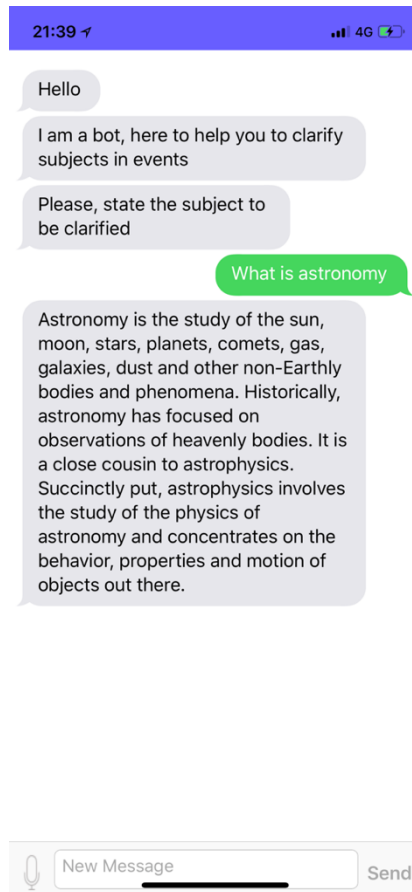 21:39
4G
Hello
I am a bot, here to help you to clarify
subjects in events
Please, state the subject to
be clarified
What is astronomy
Astronomy is the study of the sun,
moon, stars, planets, comets, gas,
galaxies, dust and other non-Earthly
bodies and phenomena. Historically,
astronomy has focused on
observations of heavenly bodies. It is
a close cousin to astrophysics.
Succinctly put, astrophysics involves
the study of the physics of
astronomy and concentrates on the
behavior, properties and motion of
objects out there.
New Message
Send